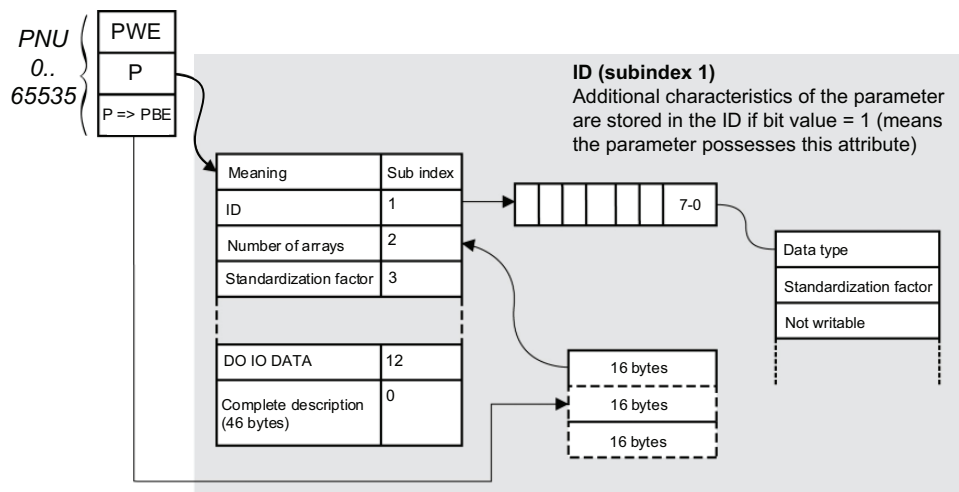 PNU
0..
65535
PWE
P
P => PBE
ID (subindex 1)
Additional characteristics of the parameter
are stored in the ID if bit value = 1 (means
the parameter possesses this attribute)
Meaning
Sub index
ID
1
Number of arrays
2
Standardization factor
3
DO IO DATA
12
Complete description
(46 bytes)
0
7-0
Data type
Standardization factor
Not writable
16 bytes
16 bytes
16 bytes